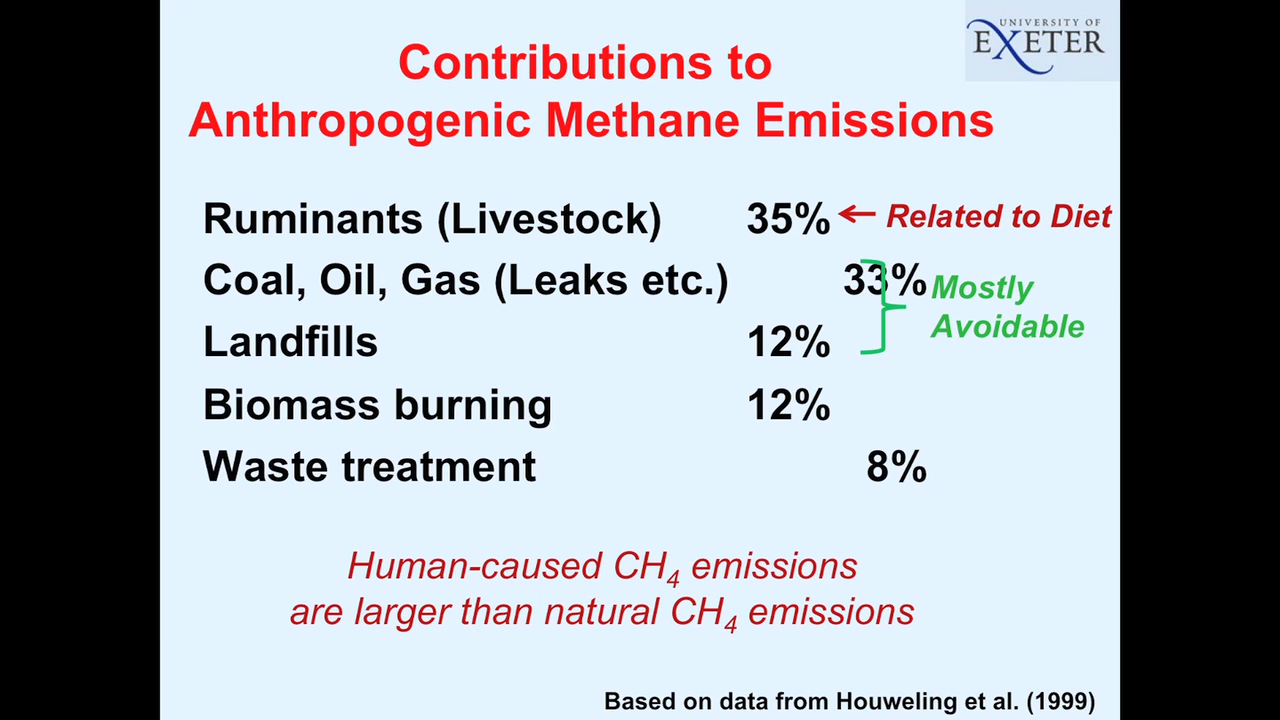 UNIVERSITY OF
EXETER
Contributions to
Anthropogenic Methane Emissions
Ruminants (Livestock) 35% ← Related to Diet
Coal, Oil, Gas (Leaks etc.) 33% Mostly
Avoidable
Landfills 12%
Biomass burning 12%
Waste treatment 8%
Human-caused CH₄ emissions
are larger than natural CH₄ emissions
Based on data from Houweling et al. (1999)